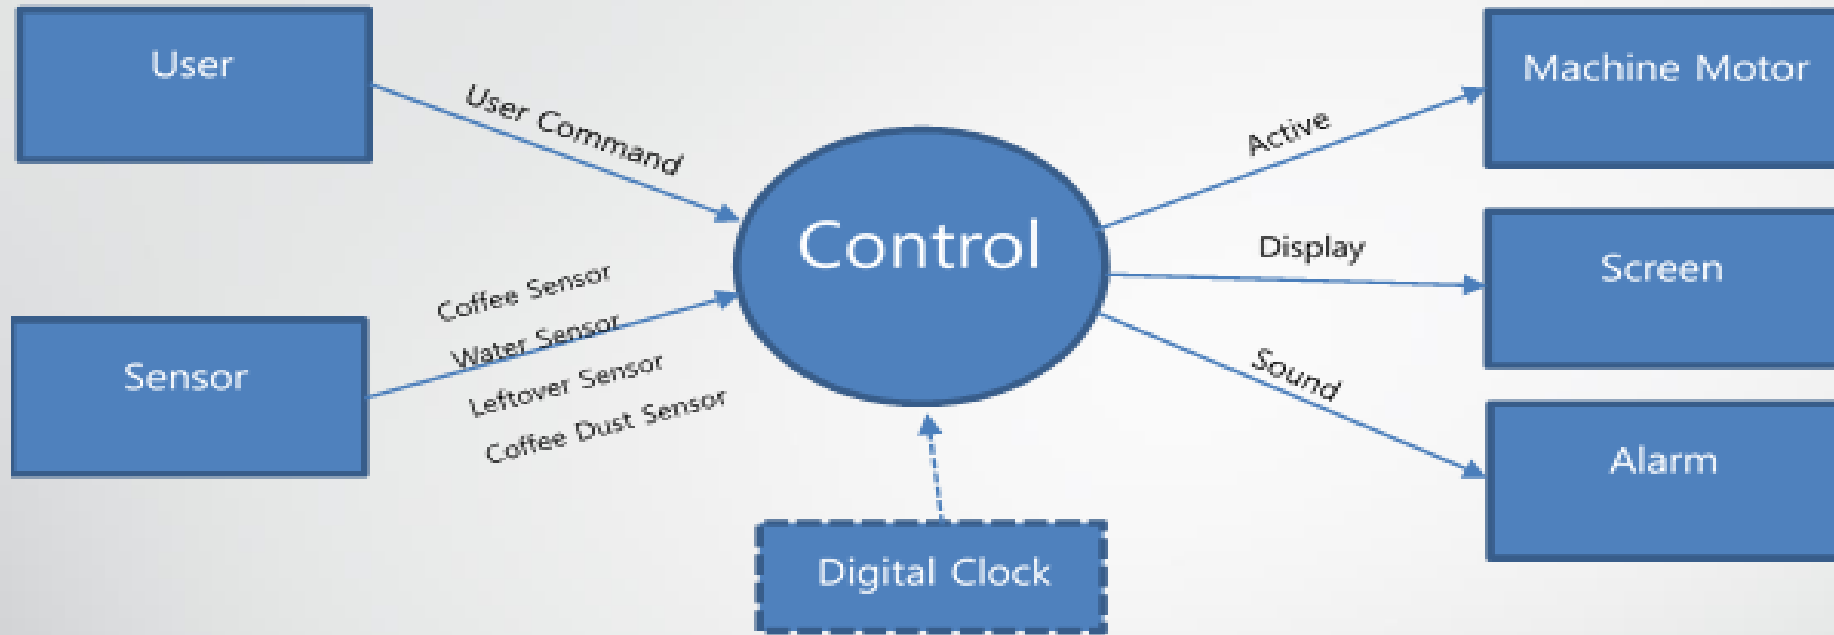 User
User Command
Machine Motor
Active
Control
Display
Screen
Coffee Sensor
Water Sensor
Leftover Sensor
Coffee Dust Sensor
Sensor
Sound
Alarm
Digital Clock